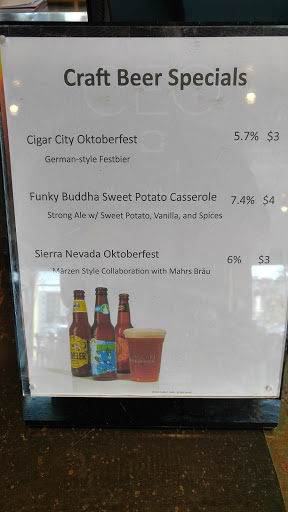 Craft Beer Specials
Cigar City Oktoberfest 5.7% $3
German-style Festbier
Funky Buddha Sweet Potato Casserole 7.4% $4
Strong Ale w/ Sweet Potato, Vanilla, and Spices
Sierra Nevada Oktoberfest 6% $3
Märzen Style Collaboration with Mahrs Bräu